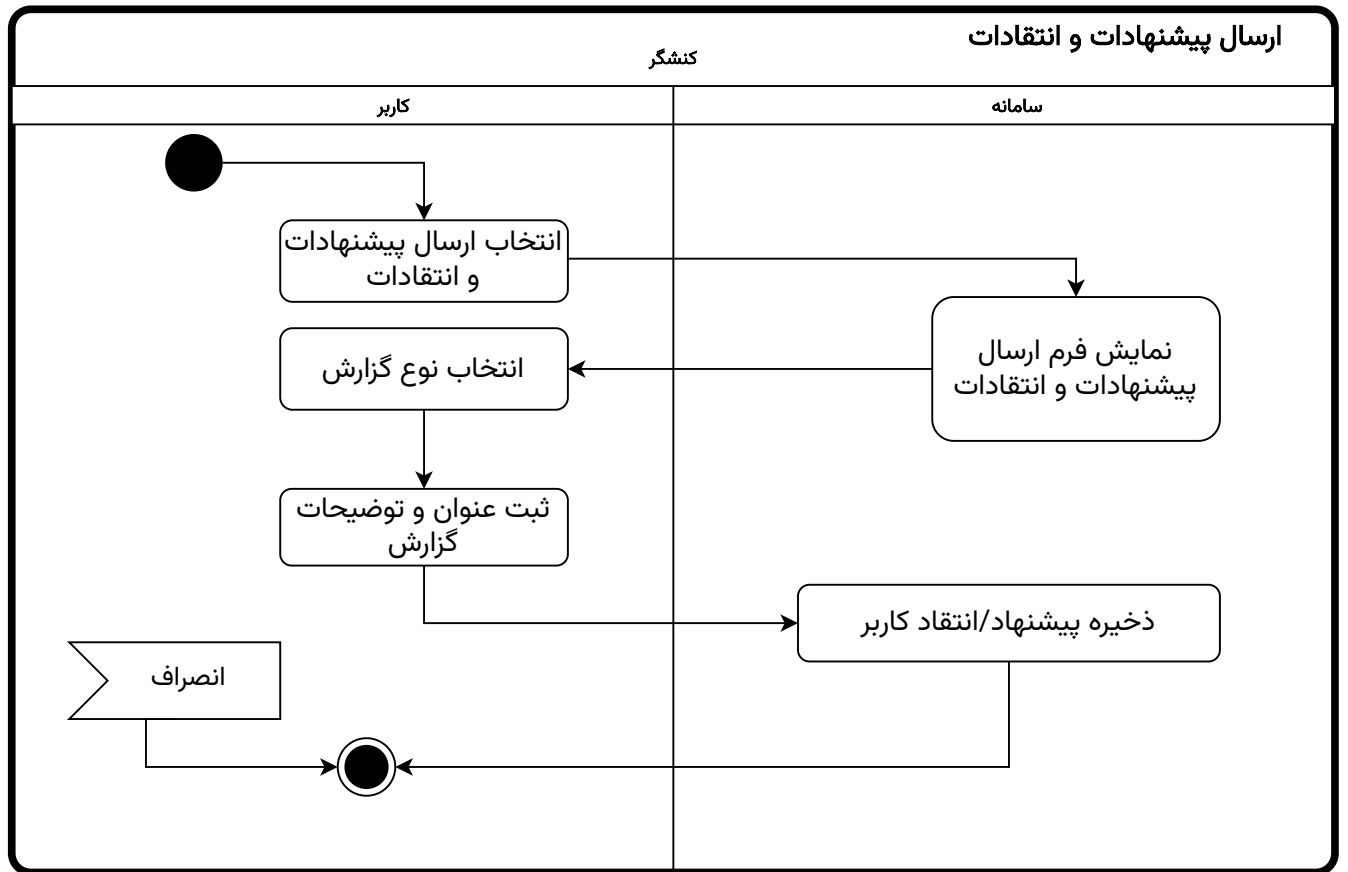 ارسال پیشنهادات و انتقادات
کنشگر
سامانه
کاربر
انتخاب ارسال پیشنهادات
و انتقادات
نمایش فرم ارسال
پیشنهادات و انتقادات
انتخاب نوع گزارش
ثبت عنوان و توضیحات
گزارش
ذخیره پیشنهاد/انتقاد کاربر
انصراف